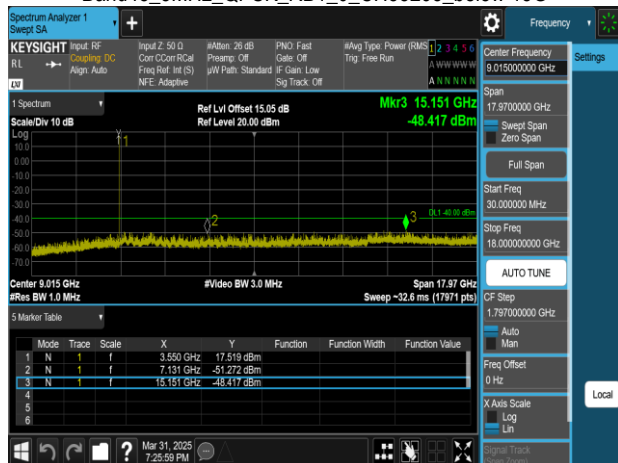 Spectrum Analyzer 1
Swept SA
Frequency
KEYSIGHT
RL
Input: RF
Coupling: DC
Align: Auto
Input Z: 50 Ω
Corr CCorr RCal
Freq Ref: Int (S)
NFE: Adaptive
#Atten: 26 dB
Preamp: Off
µW Path: Standard
PNO: Fast
Gate: Off
IF Gain: Low
Sig Track: Off
#Avg Type: Power (RMS
Trig: Free Run
1 2 3 4 5 6
A W W W W W
A N N N N N
LXI
1 Spectrum
Scale/Div 10 dB
Ref Lvl Offset 15.05 dB
Ref Level 20.00 dBm
Mkr3 15.151 GHz
-48.417 dBm
Log
10.0
0.00
-10.0
-20.0
-30.0
-40.0
-50.0
-60.0
-70.0
1
2
3
DL1 -40.00 dBm
Center 9.015 GHz
#Res BW 1.0 MHz
#Video BW 3.0 MHz
Span 17.97 GHz
Sweep ~32.6 ms (17971 pts)
5 Marker Table
Mode Trace Scale X Y Function Function Width Function Value
1 N 1 f 3.550 GHz 17.519 dBm
2 N 1 f 7.131 GHz -51.272 dBm
3 N 1 f 15.151 GHz -48.417 dBm
4
5
6
?
Mar 31, 2025
7:25:59 PM
Center Frequency
9.015000000 GHz
Span
17.9700000 GHz
Swept Span
Zero Span
Full Span
Start Freq
30.000000 MHz
Stop Freq
18.000000000 GHz
AUTO TUNE
CF Step
1.797000000 GHz
Auto
Man
Freq Offset
0 Hz
X Axis Scale
Log
Lin
Signal Track
(Span Zoom)
Settings
Local